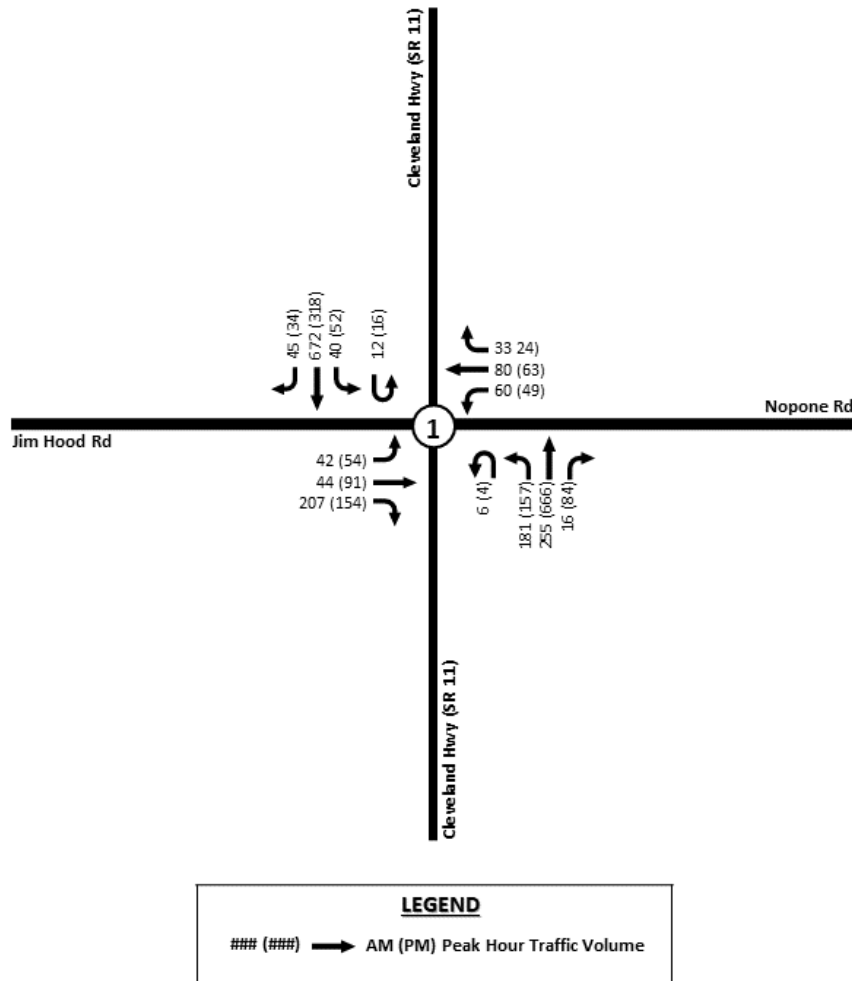 Cleveland Hwy (SR 11)
45 (34)
672 (318)
40 (52)
12 (16)
33 24)
80 (63)
60 (49)
Nopone Rd
1
Jim Hood Rd
42 (54)
44 (91)
207 (154)
6 (4)
181 (157)
255 (666)
16 (84)
Cleveland Hwy (SR 11)
LEGEND
### (###) AM (PM) Peak Hour Traffic Volume